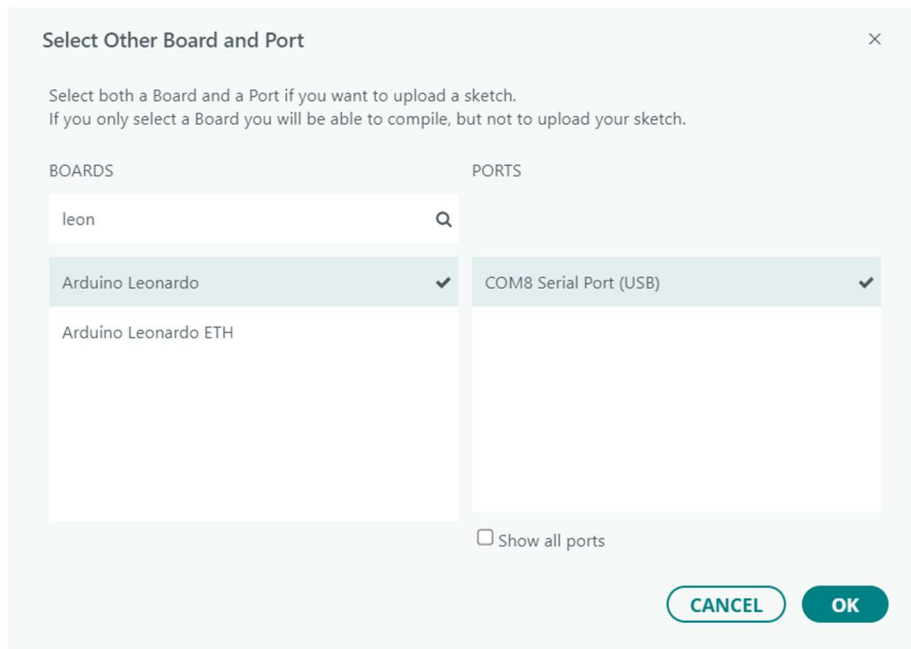 Select Other Board and Port
Select both a Board and a Port if you want to upload a sketch.
If you only select a Board you will be able to compile, but not to upload your sketch.
BOARDS
PORTS
leon
Arduino Leonardo
COM8 Serial Port (USB)
Arduino Leonardo ETH
Show all ports
CANCEL
OK